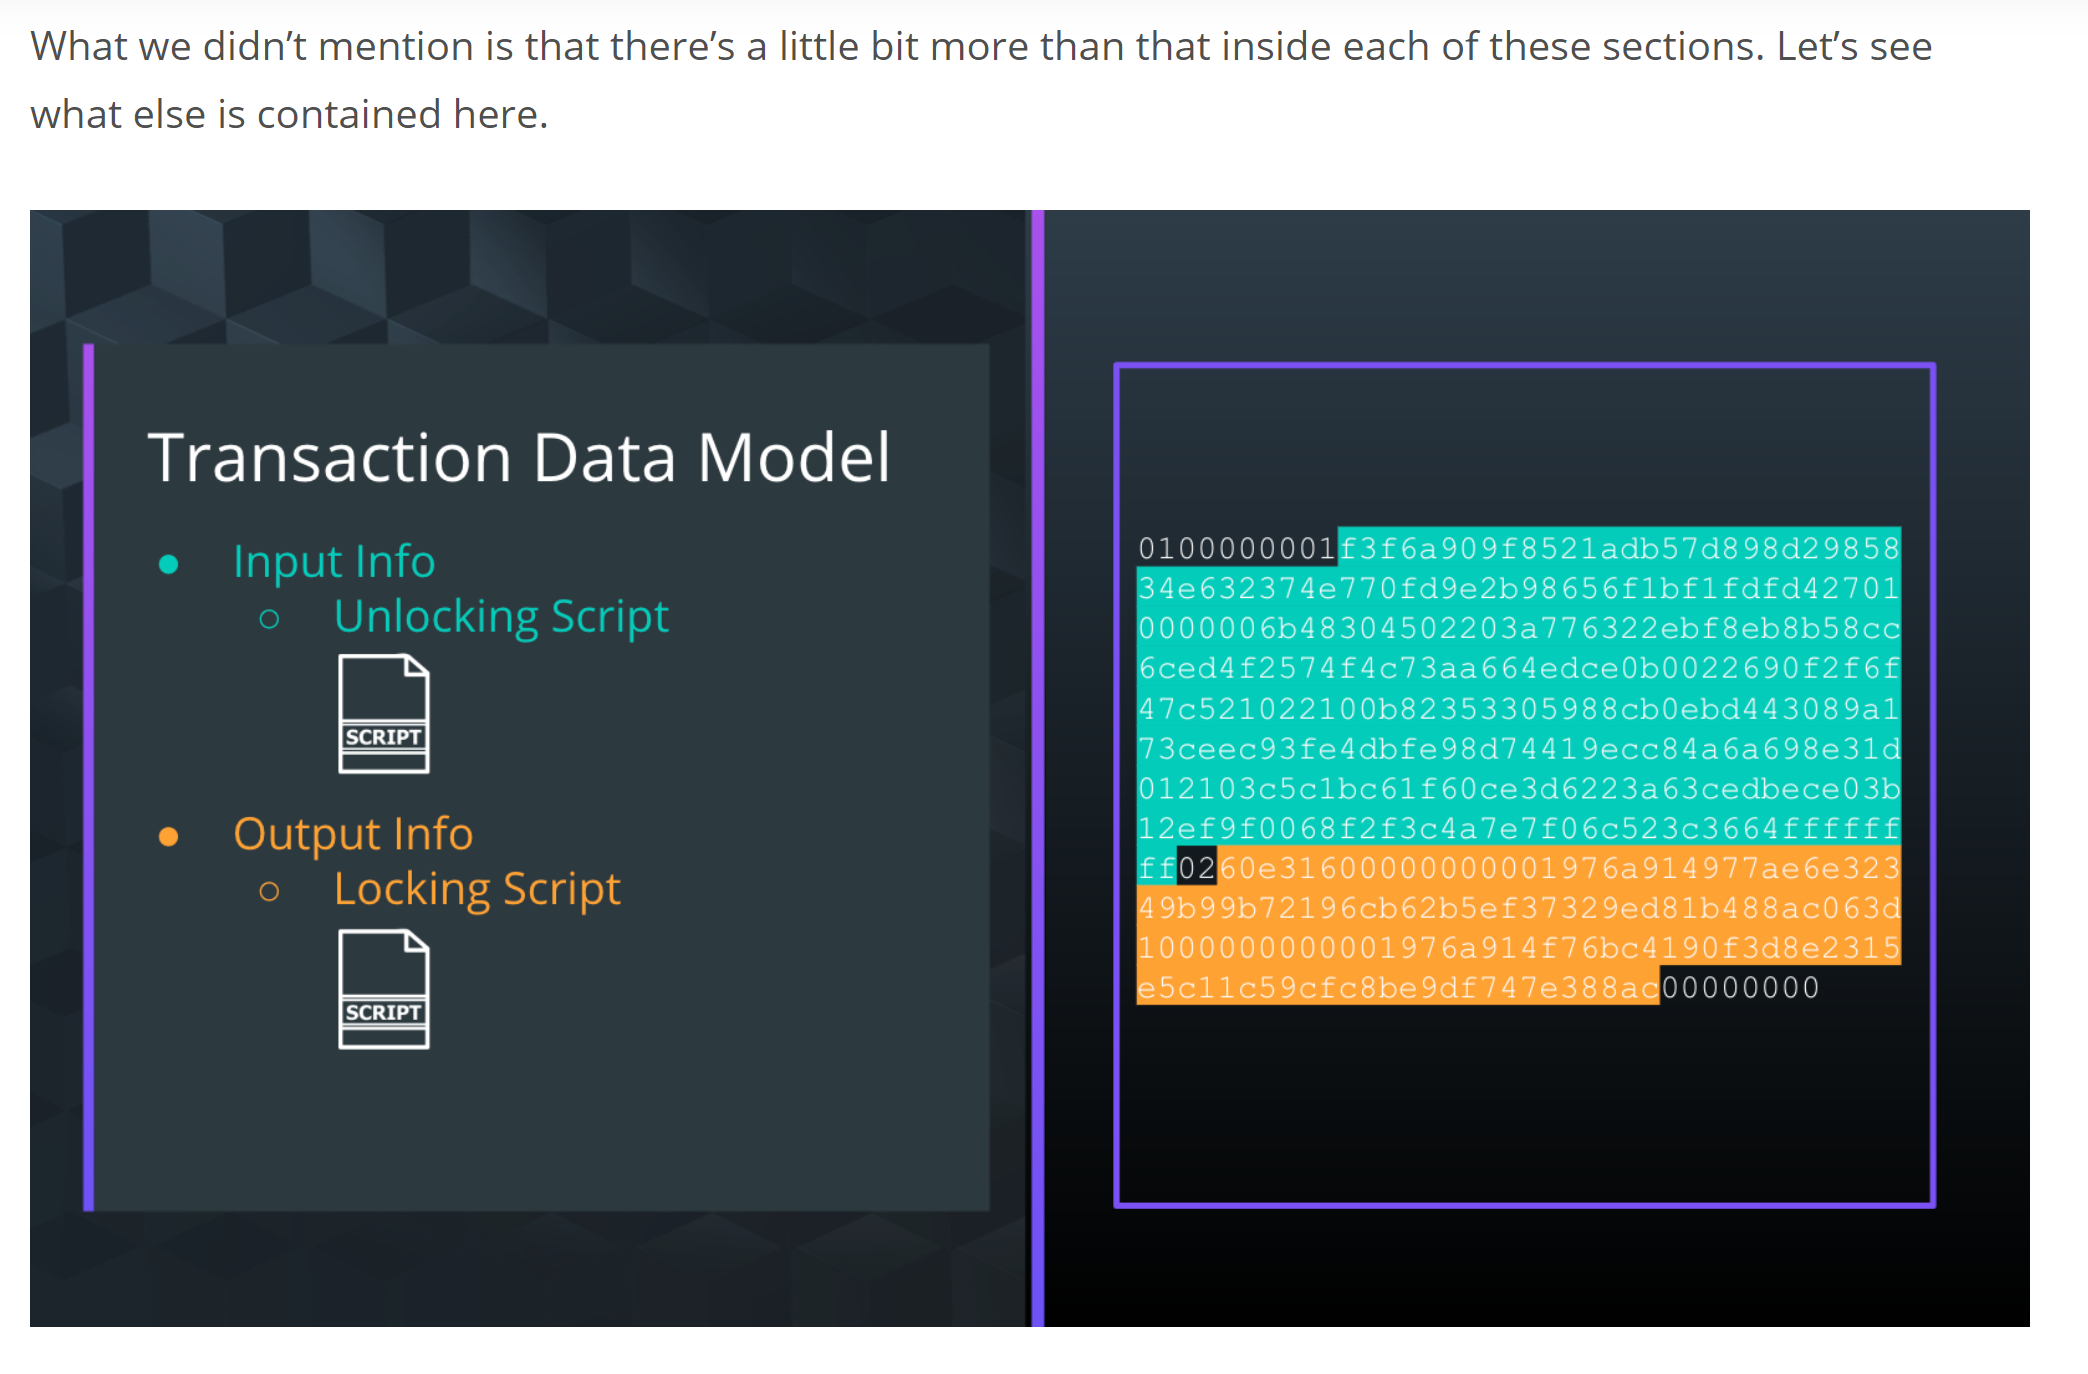 What we didn’t mention is that there’s a little bit more than that inside each of these sections. Let’s see
what else is contained here.
Transaction Data Model
● Input Info
○ Unlocking Script
SCRIPT
● Output Info
○ Locking Script
SCRIPT
0100000001f3f6a909f8521adb57d898d29858
34e632374e770fd9e2b98656f1bf1fdfd42701
0000006b48304502203a776322ebf8eb8b58cc
6ced4f2574f4c73aa664edce0b0022690f2f6f
47c521022100b82353305988cb0ebd443089a1
73ceec93fe4dbfe98d74419ecc84a6a698e31d
012103c5c1bc61f60ce3d6223a63cedbece03b
12ef9f0068f2f3c4a7e7f06c523c3664ffffff
ff0260e31600000000001976a914977ae6e323
49b99b72196cb62b5ef37329ed81b488ac063d
1000000000001976a914f76bc4190f3d8e2315
e5c11c59cfc8be9df747e388ac00000000